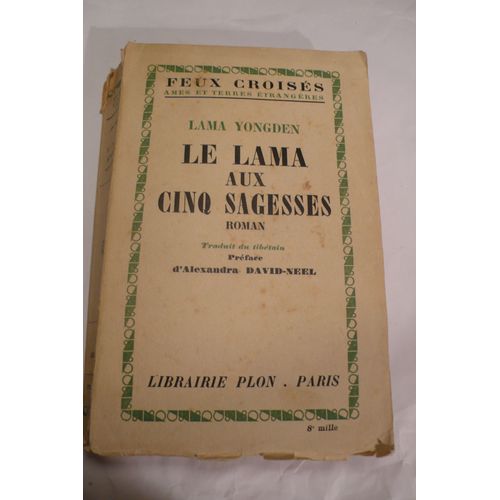 FEUX CROISÉS
AMES ET TERRES ÉTRANGÈRES
LAMA YONGDEN
LE LAMA
AUX
CINQ SAGESSES
ROMAN
Traduit du tibétain
Préface
d'Alexandra DAVID-NEEL
LIBRAIRIE PLON . PARIS
8e mille